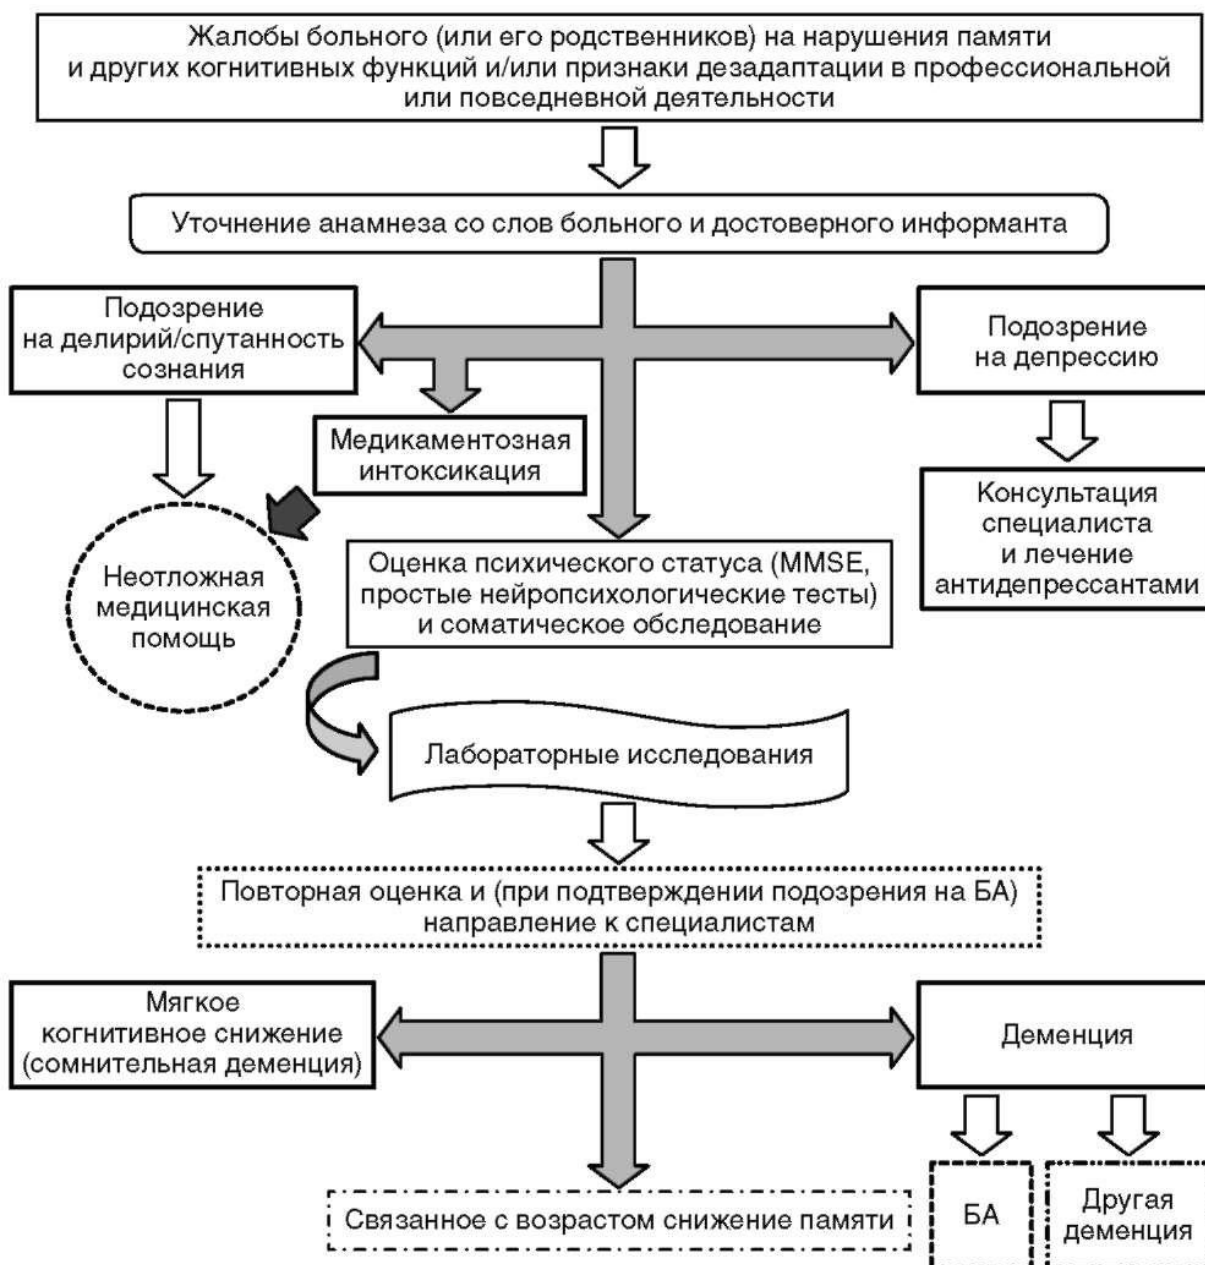 Жалобы больного (или его родственников) на нарушения памяти
и других когнитивных функций и/или признаки дезадаптации в профессиональной
или повседневной деятельности
Уточнение анамнеза со слов больного и достоверного информанта
Подозрение
на делирий/спутанность
сознания
Подозрение
на депрессию
Медикаментозная
интоксикация
Консультация
специалиста
и лечение
антидепрессантами
Неотложная
медицинская
помощь
Оценка психического статуса (MMSE,
простые нейропсихологические тесты)
и соматическое обследование
Лабораторные исследования
Повторная оценка и (при подтверждении подозрения на БА)
направление к специалистам
Мягкое
когнитивное снижение
(сомнительная деменция)
Деменция
Связанное с возрастом снижение памяти
БА
Другая
деменция